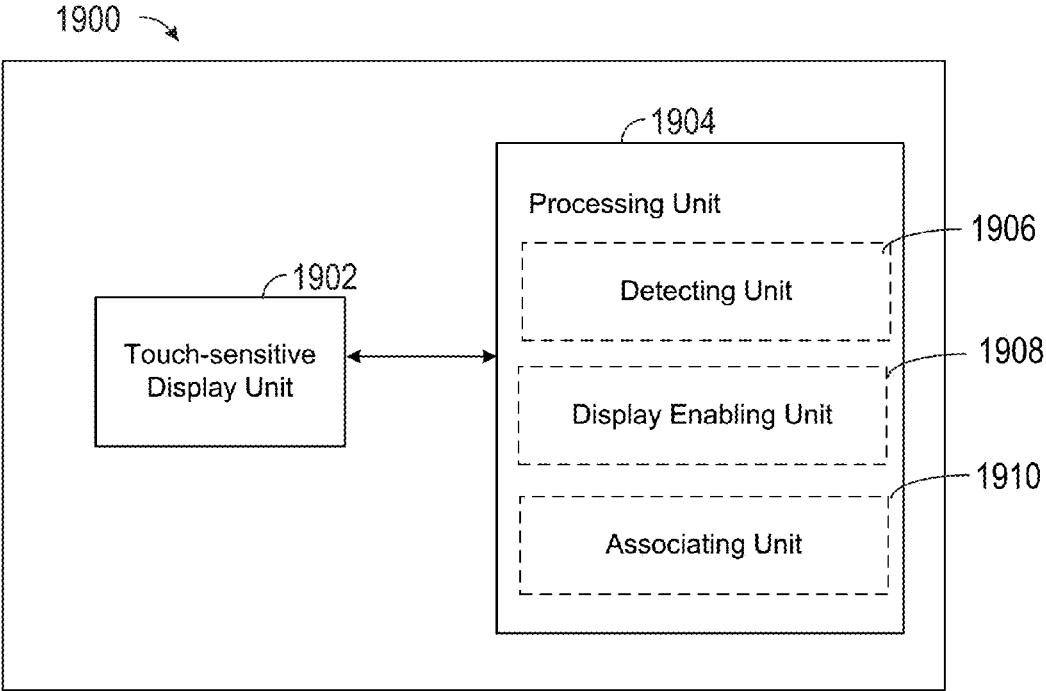 1900
1904
Processing Unit
1906
Detecting Unit
1902
Touch-sensitive
Display Unit
1908
Display Enabling Unit
1910
Associating Unit